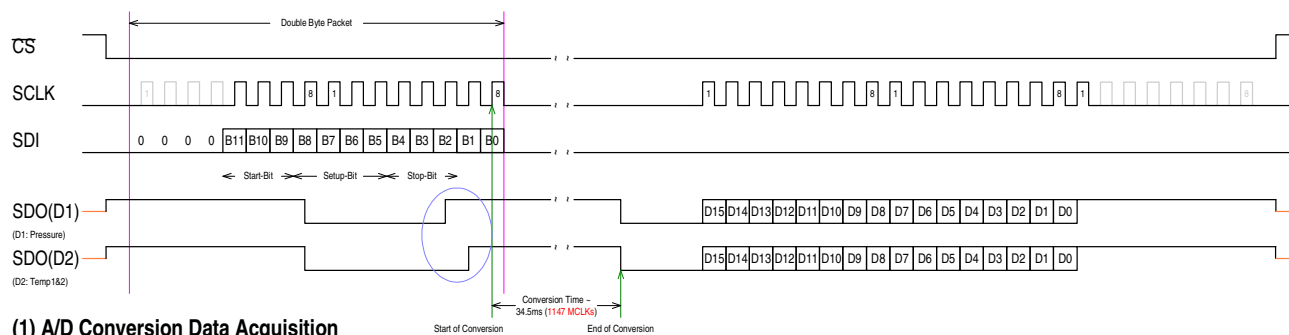 Double Byte Packet
CS
~ ~
SCLK
1 8 1 8 ~ ~ 1 8 1 8 1 8
SDI
0 0 0 0 B11 B10 B9 B8 B7 B6 B5 B4 B3 B2 B1 B0 ~ ~
Start-Bit Setup-Bit Stop-Bit
SDO(D1)
~ ~ D15 D14 D13 D12 D11 D10 D9 D8 D7 D6 D5 D4 D3 D2 D1 D0
(D1: Pressure)
SDO(D2)
~ ~ D15 D14 D13 D12 D11 D10 D9 D8 D7 D6 D5 D4 D3 D2 D1 D0
(D2: Temp1&2)
Conversion Time ~
34.5ms (1147 MCLKs)
(1) A/D Conversion Data Acquisition
Start of Conversion End of Conversion